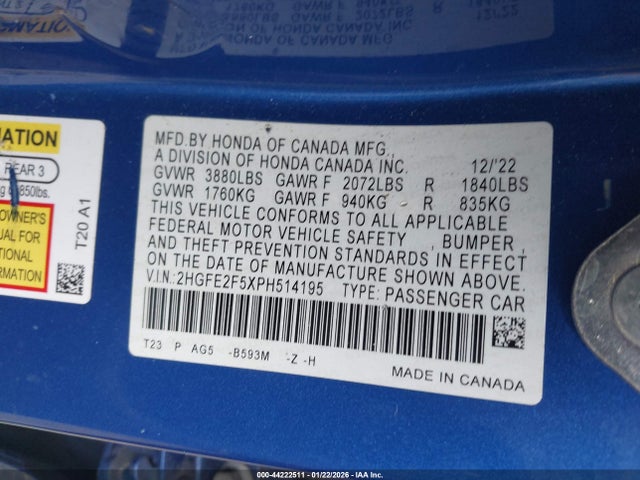 MATION
REAR 3
850lbs.
OWNER'S
UAL FOR
TIONAL
RMATION
T20 A1
MFD.BY HONDA OF CANADA MFG.,
A DIVISION OF HONDA CANADA INC. 12/'22
GVWR 3880LBS GAWR F 2072LBS R 1840LBS
GVWR 1760KG GAWR F 940KG R 835KG
THIS VEHICLE CONFORMS TO ALL APPLICABLE
FEDERAL MOTOR VEHICLE SAFETY , BUMPER ,
AND THEFT PREVENTION STANDARDS IN EFFECT
ON THE DATE OF MANUFACTURE SHOWN ABOVE.
V.I.N.:2HGFE2F5XPH514195 TYPE: PASSENGER CAR
T23 P AG5 -B593M -Z -H
MADE IN CANADA
000-44222511 - 01/22/2026 - IAA Inc.